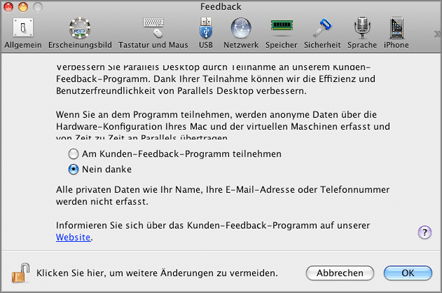 Feedback
Allgemein Erscheinungsbild Tastatur und Maus USB Netzwerk Speicher Sicherheit Sprache iPhone
Verbessern Sie Parallels Desktop durch Teilnahme an unserem Kunden-
Feedback-Programm. Dank Ihrer Teilnahme können wir die Effizienz und
Benutzerfreundlichkeit von Parallels Desktop verbessern.
Wenn Sie an dem Programm teilnehmen, werden anonyme Daten über die
Hardware-Konfiguration Ihres Mac und der virtuellen Maschinen erfasst und
von Zeit zu Zeit an Parallels übertragen.
Am Kunden-Feedback-Programm teilnehmen
Nein danke
Alle privaten Daten wie Ihr Name, Ihre E-Mail-Adresse oder Telefonnummer
werden nicht erfasst.
Informieren Sie sich über das Kunden-Feedback-Programm auf unserer
Website.
?
Klicken Sie hier, um weitere Änderungen zu vermeiden. Abbrechen OK